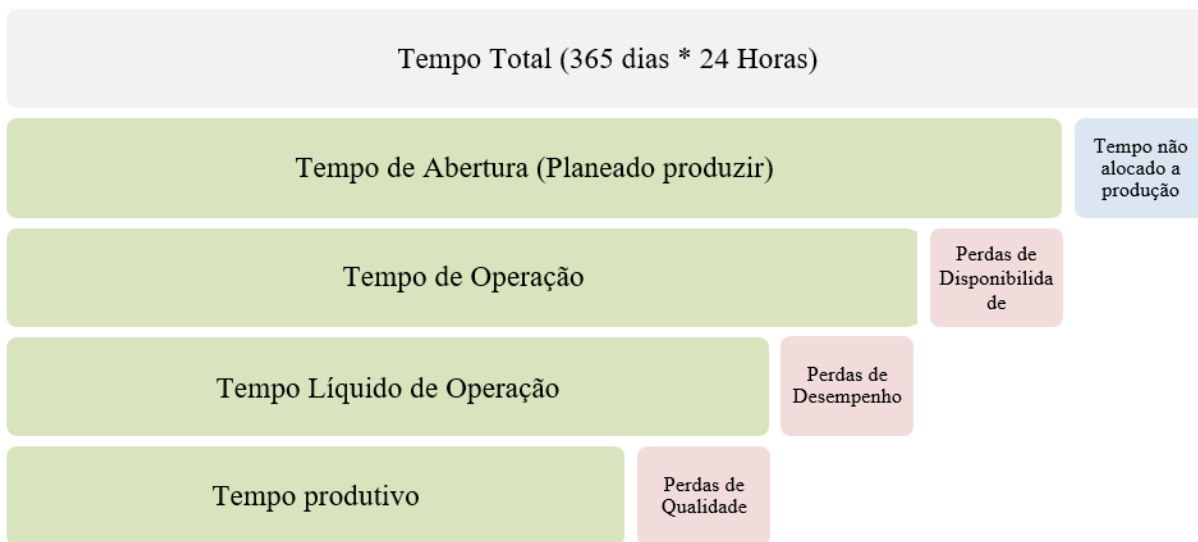 Tempo Total (365 dias * 24 Horas)
Tempo de Abertura (Planeado produzir)
Tempo não
alocado a
produção
Tempo de Operação
Perdas de
Disponibilida
de
Tempo Líquido de Operação
Perdas de
Desempenho
Tempo produtivo
Perdas de
Qualidade